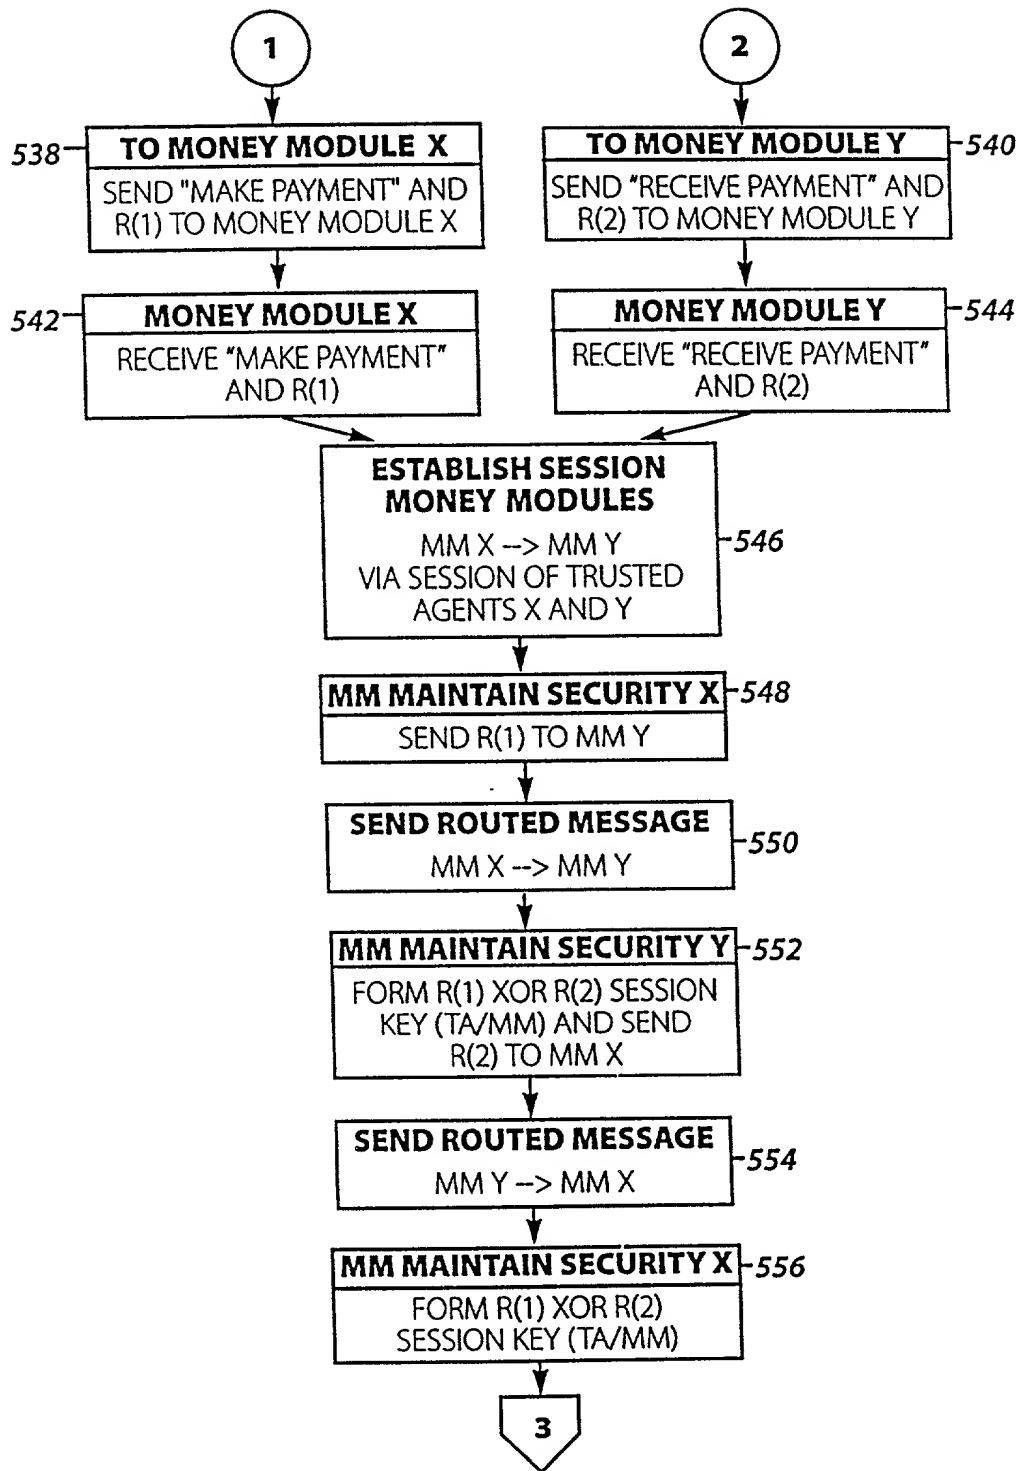 1
2
538
TO MONEY MODULE X
SEND "MAKE PAYMENT" AND
R(1) TO MONEY MODULE X
TO MONEY MODULE Y
540
SEND "RECEIVE PAYMENT" AND
R(2) TO MONEY MODULE Y
542
MONEY MODULE X
RECEIVE "MAKE PAYMENT"
AND R(1)
MONEY MODULE Y
544
RECEIVE "RECEIVE PAYMENT"
AND R(2)
ESTABLISH SESSION
MONEY MODULES
MM X --> MM Y
VIA SESSION OF TRUSTED
AGENTS X AND Y
546
MM MAINTAIN SECURITY X
548
SEND R(1) TO MM Y
SEND ROUTED MESSAGE
550
MM X --> MM Y
MM MAINTAIN SECURITY Y
552
FORM R(1) XOR R(2) SESSION
KEY (TA/MM) AND SEND
R(2) TO MM X
SEND ROUTED MESSAGE
554
MM Y --> MM X
MM MAINTAIN SECURITY X
556
FORM R(1) XOR R(2)
SESSION KEY (TA/MM)
3